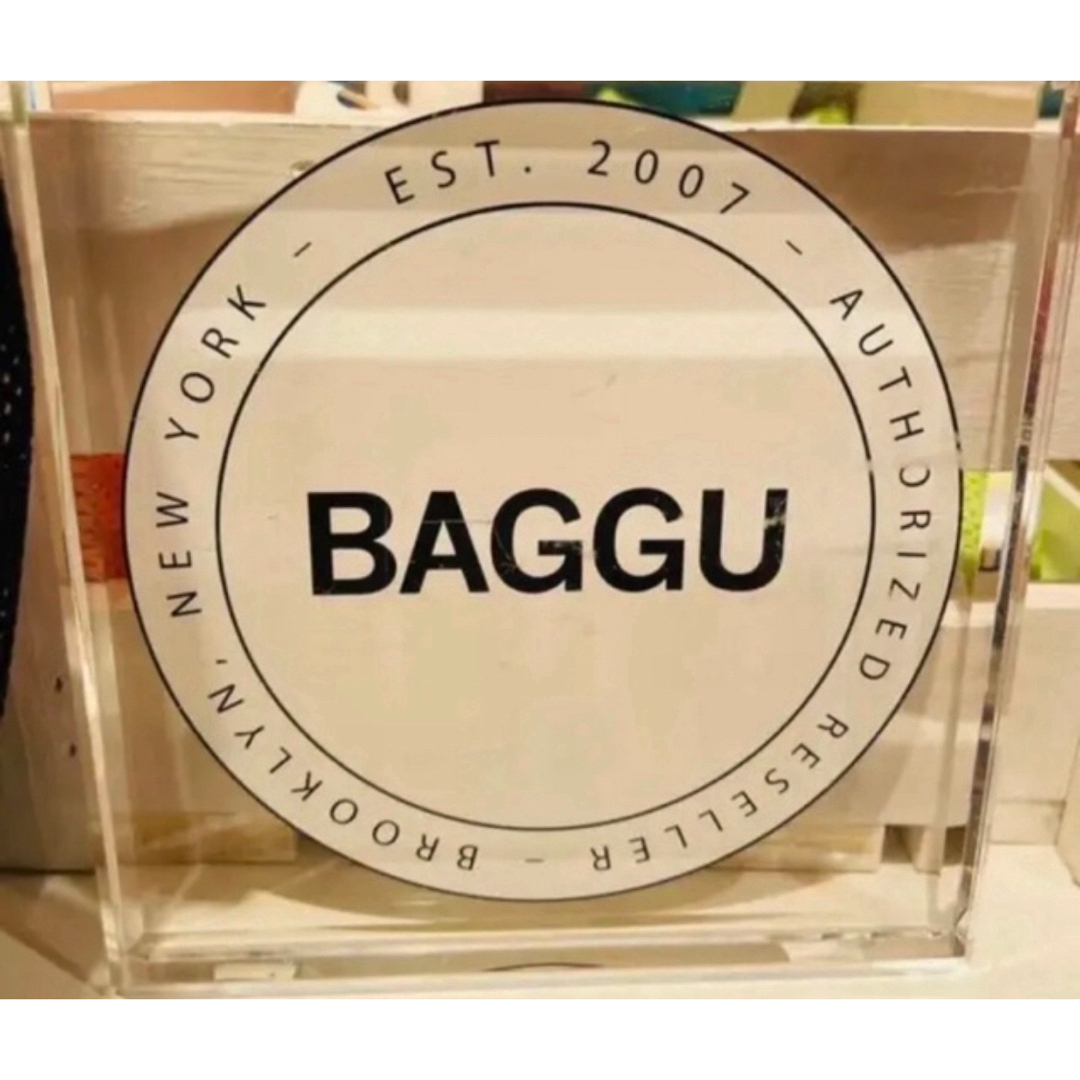 EST. 2007 – AUTHORIZED RESELLER – BROOKLYN, NEW YORK –
BAGGU